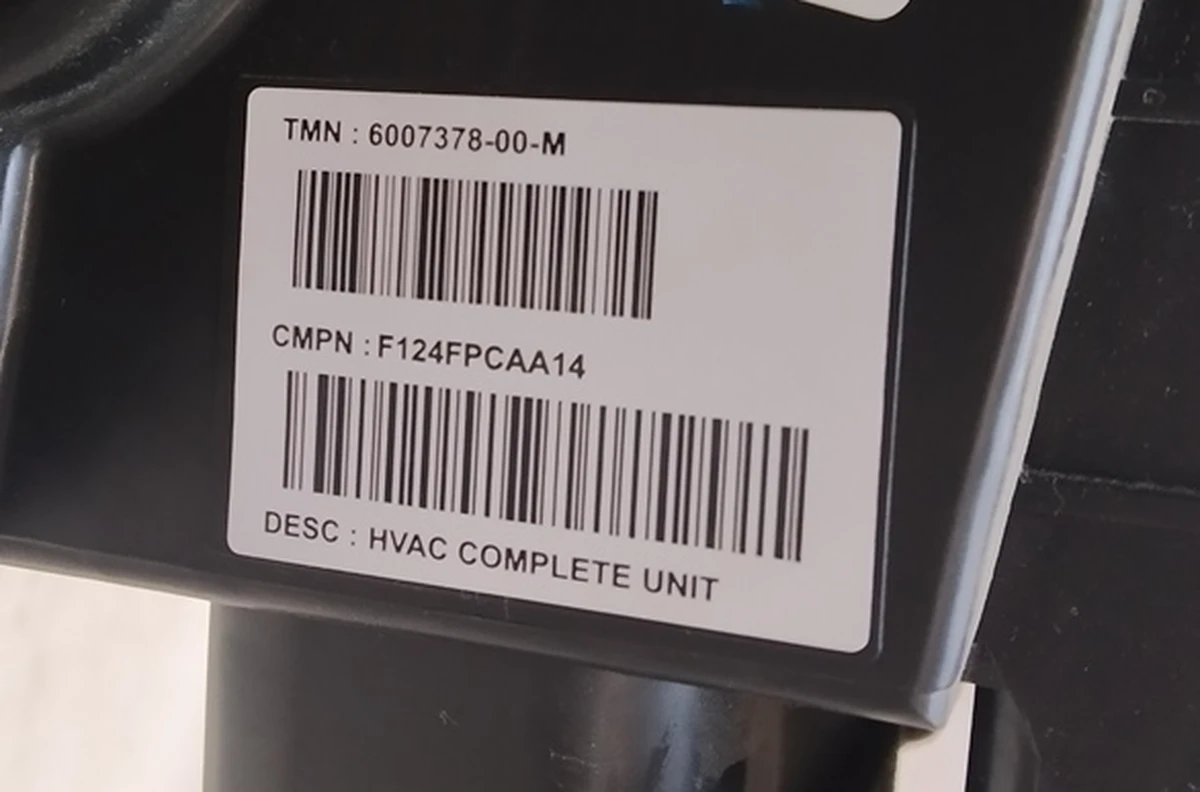 TMN : 6007378-00-M
CMPN : F124FPCAA14
DESC : HVAC COMPLETE UNIT